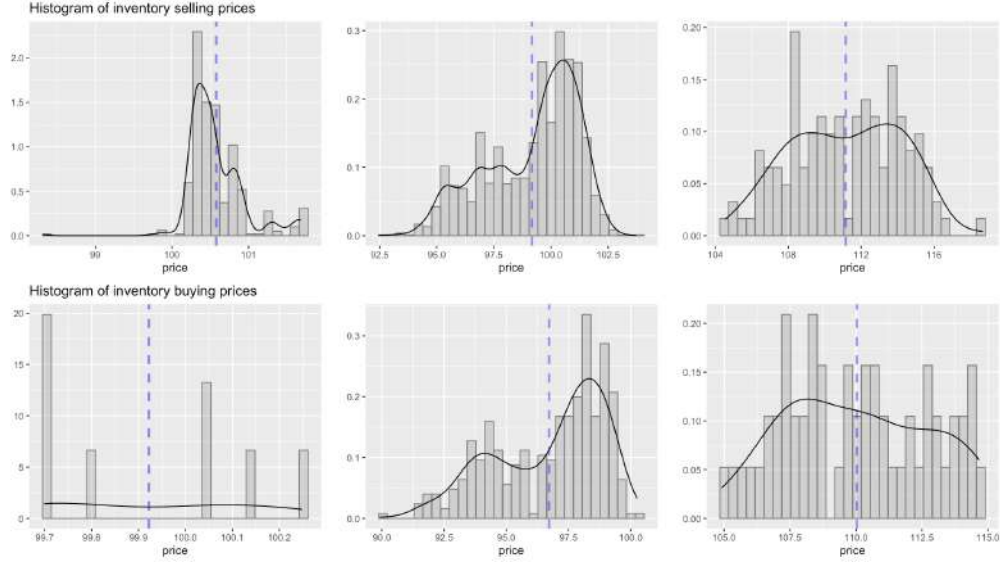 Histogram of inventory selling prices
2.0
1.5
1.0
0.5
0.0
99 100 101
price
0.3
0.2
0.1
0.0
92.5 95.0 97.5 100.0 102.5
price
0.20
0.15
0.10
0.05
0.00
104 108 112 116
price
Histogram of inventory buying prices
20
15
10
5
0
99.7 99.8 99.9 100.0 100.1 100.2
price
0.3
0.2
0.1
0.0
90.0 92.5 95.0 97.5 100.0
price
0.20
0.15
0.10
0.05
0.00
105.0 107.5 110.0 112.5 115.0
price